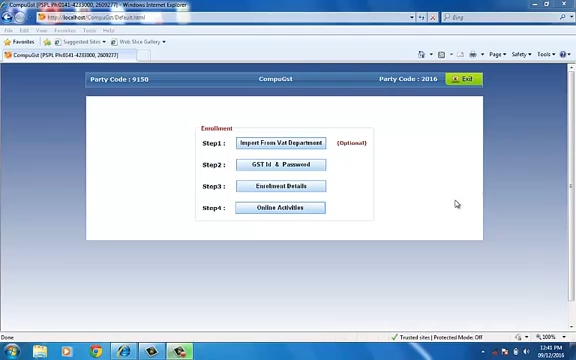 CompuGst [PSPL Ph:0141-4233000, 2609277] - Windows Internet Explorer
http://localhost/CompuGst/Default.html
Bing
File Edit View Favorites Tools Help
Favorites Suggested Sites Web Slice Gallery
CompuGst [PSPL Ph:0141-4233000, 2609277]
Page Safety Tools
Party Code : 9150 CompuGst Party Code : 2016 Exit
Enrollment
Step1 : Import From Vat Department (Optional)
Step2 : GST Id & Password
Step3 : Enrolment Details
Step4 : Online Activities
Done Trusted sites | Protected Mode: Off 100%
12:41 PM
09/12/2016